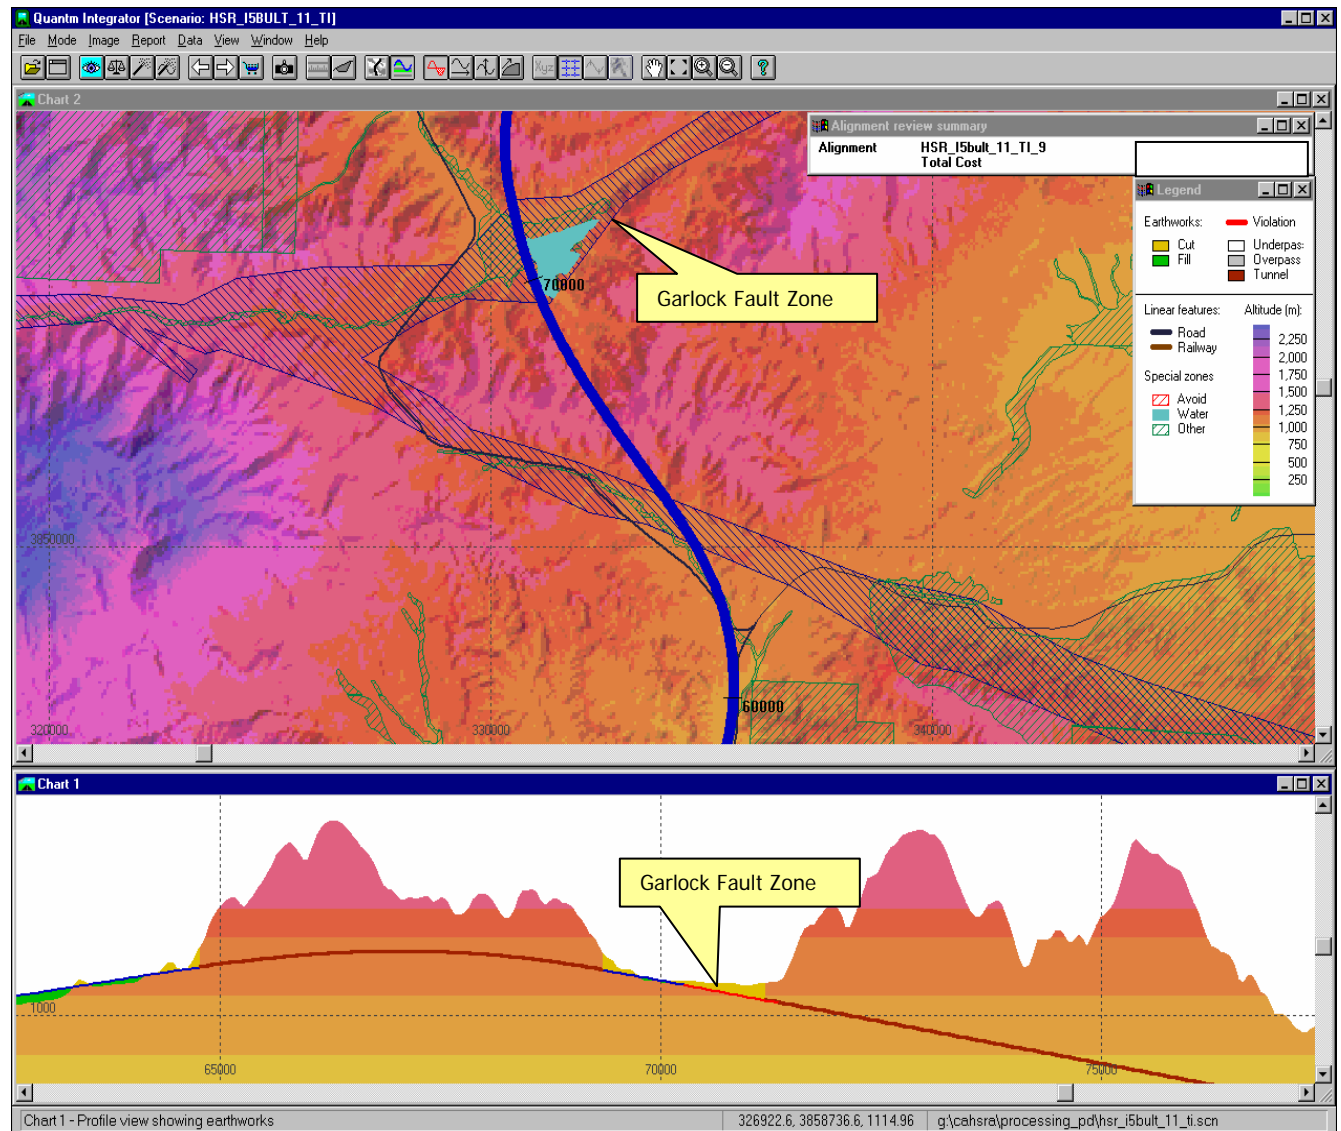 Quantm Integrator [Scenario: HSR_I5BULT_11_TI]
File Mode Image Report Data View Window Help
Xyz
Chart 2
Alignment review summary
Alignment HSR_I5bult_11_TI_9
Total Cost
Legend
Earthworks: Violation
Cut Underpas:
Fill Overpass
Tunnel
Linear features: Altitude (m):
Road
Railway
2,250
2,000
1,750
1,500
1,250
1,000
750
500
250
Special zones
Avoid
Water
Other
Garlock Fault Zone
70000
3850000
60000
320000 330000 340000
Chart 1
Garlock Fault Zone
1000
65000 70000 75000
Chart 1 - Profile view showing earthworks 326922.6, 3858736.6, 1114.96 g:\cahsra\processing_pd\hsr_i5bult_11_ti.scn